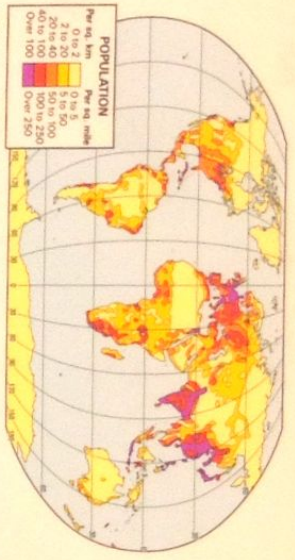 POPULATION
Per sq. km Per sq. mile
0 to 2 0 to 5
2 to 20 5 to 50
20 to 40 50 to 100
40 to 100 100 to 250
Over 100 Over 250